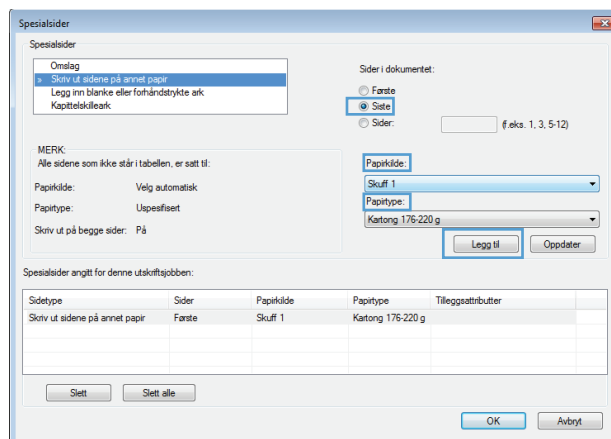 Spesialsider
Spesialsider
Omslag
» Skriv ut sidene på annet papir
Legg inn blanke eller forhåndstrykte ark
Kapittelskilleark
Sider i dokumentet:
Første
Siste
Sider:
(f.eks. 1, 3, 5-12)
MERK:
Alle sidene som ikke står i tabellen, er satt til:
Papirkilde: Velg automatisk
Papirtype: Uspesifisert
Skriv ut på begge sider: På
Papirkilde:
Skuff 1
Papirtype:
Kartong 176-220 g
Legg til Oppdater
Spesialsider angitt for denne utskriftsjobben:
Sidetype Sider Papirkilde Papirtype Tilleggsattributter
Skriv ut sidene på annet papir Første Skuff 1 Kartong 176-220 g
Slett Slett alle
OK Avbryt